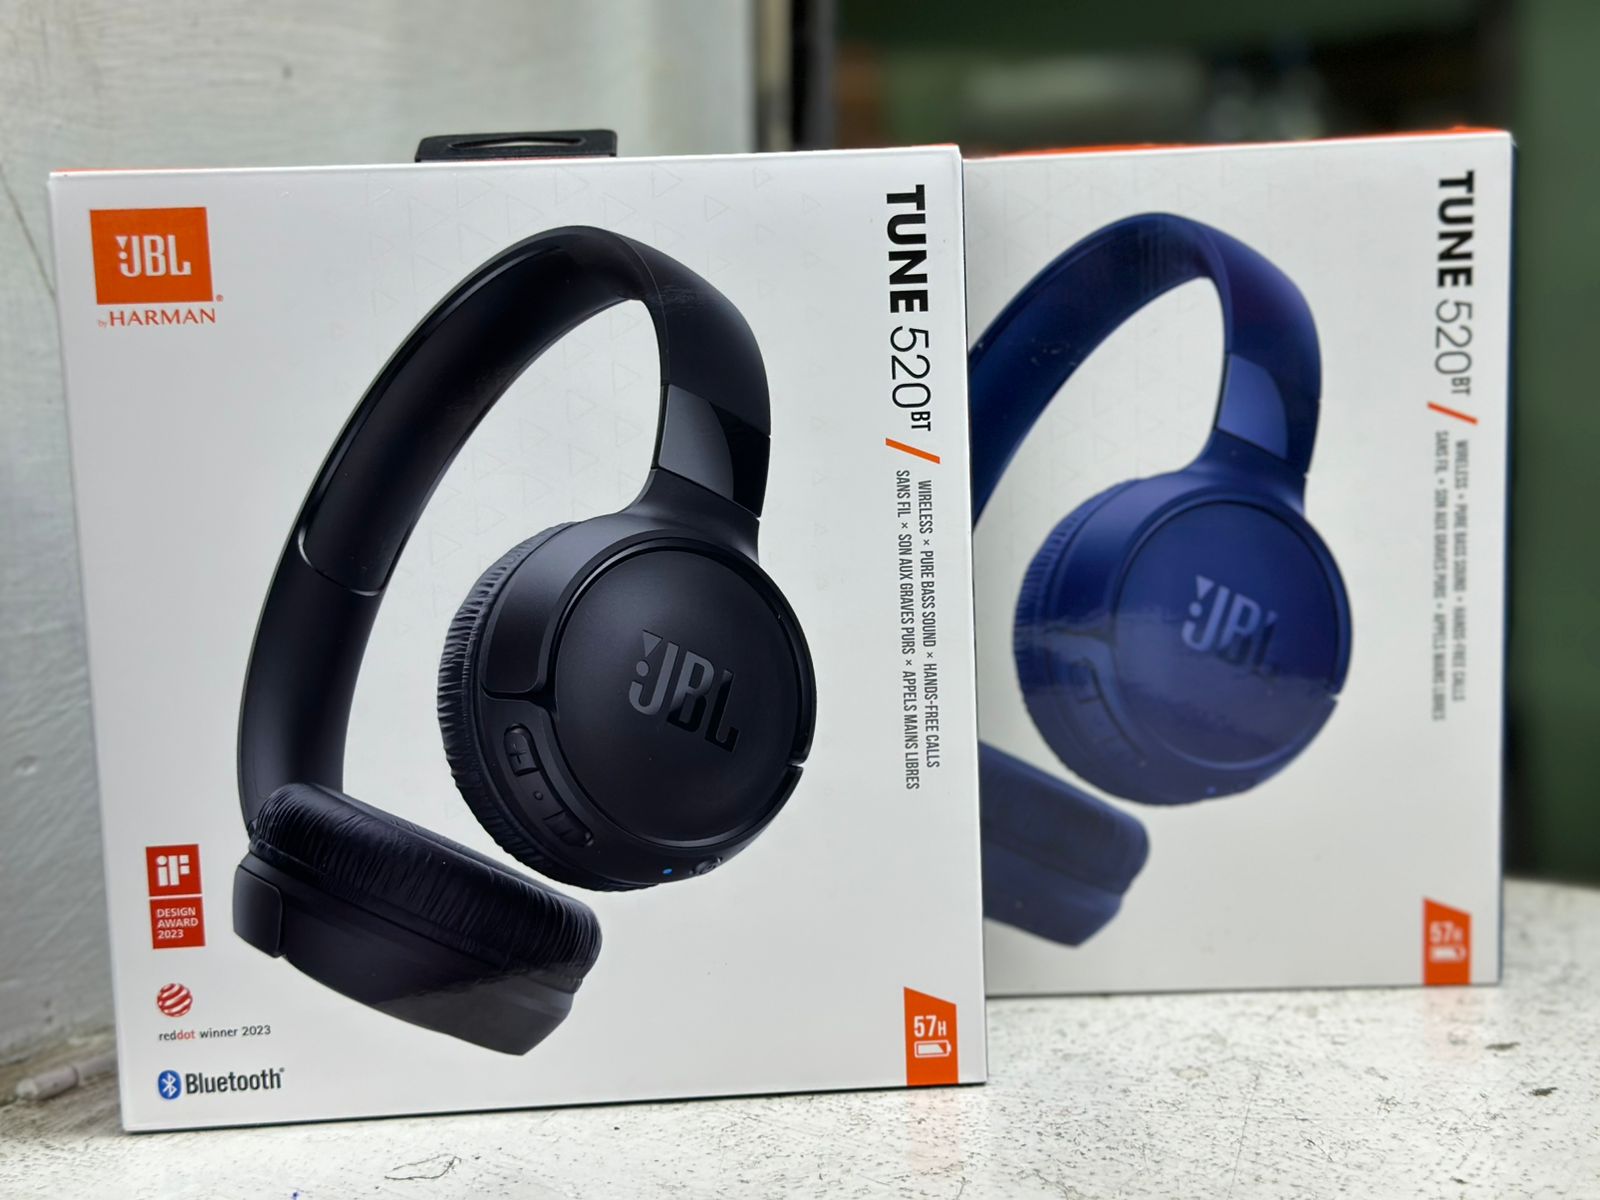 JBL
by HARMAN
TUNE 520BT /
WIRELESS × PURE BASS SOUND × HANDS-FREE CALLS
SANS FIL × SON AUX GRAVES PURS × APPELS MAINS LIBRES
JBL
iF
DESIGN
AWARD
2023
reddot winner 2023
Bluetooth®
57H
TUNE 520BT /
WIRELESS × PURE BASS SOUND × HANDS-FREE CALLS
SANS FIL × SON AUX GRAVES PURS × APPELS MAINS LIBRES
JBL
57H